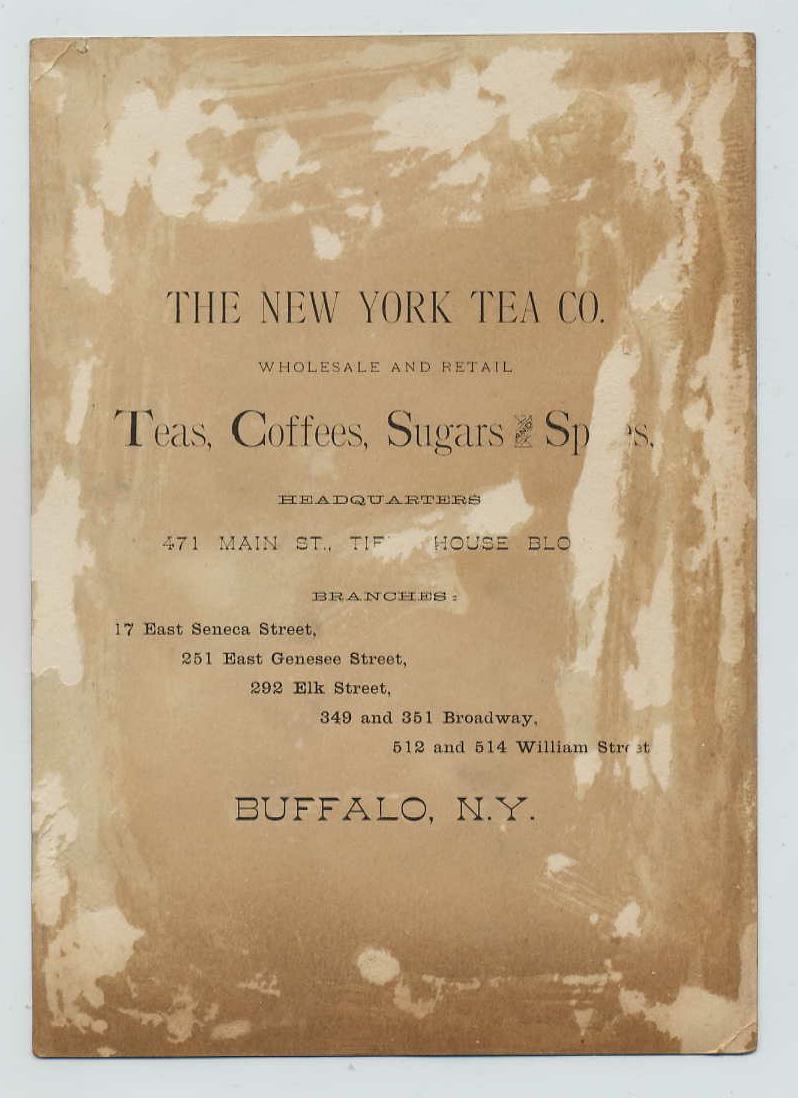 THE NEW YORK TEA CO.
WHOLESALE AND RETAIL
Teas, Coffees, Sugars AND
HEADQUARTERS
471 MAIN ST., HOUSE
BRANCHES:
17 East Seneca Street,
251 East Genesee Street,
292 Elk Street,
349 and 351 Broadway,
512 and 514 William Street
BUFFALO, N.Y.